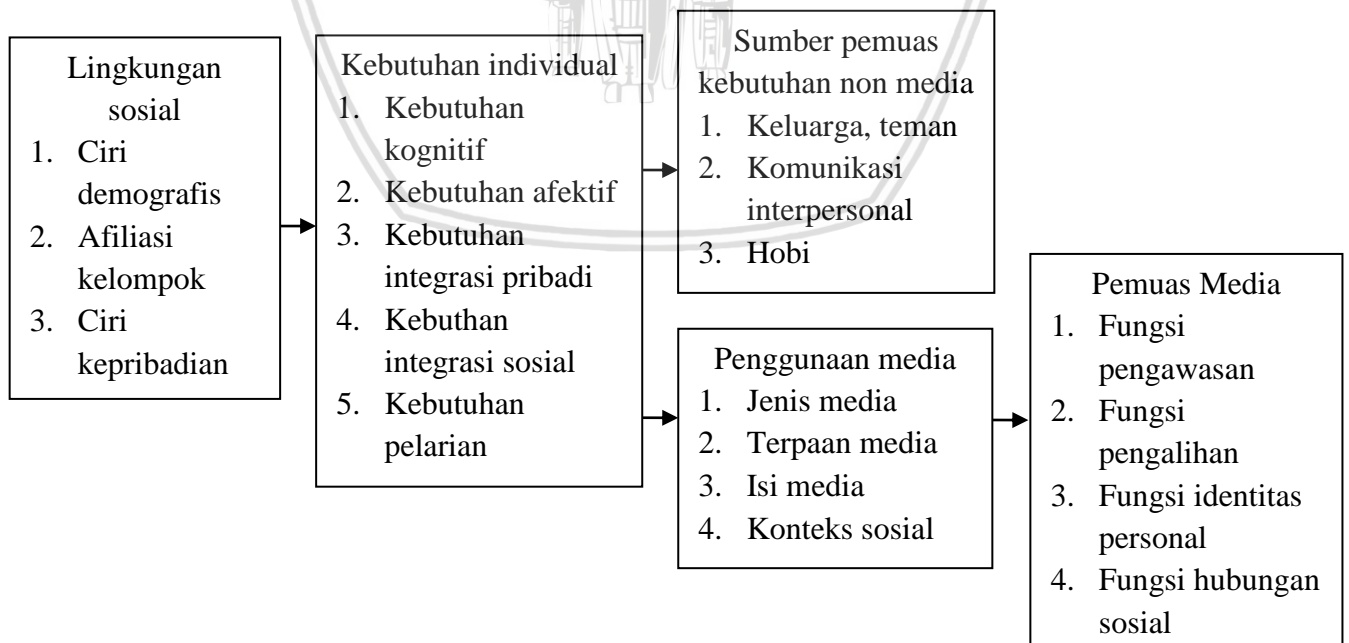 Lingkungan
sosial
1. Ciri
demografis
2. Afiliasi
kelompok
3. Ciri
kepribadian
Kebutuhan individual
1. Kebutuhan
kognitif
2. Kebutuhan afektif
3. Kebutuhan
integrasi pribadi
4. Kebuthan
integrasi sosial
5. Kebutuhan
pelarian
Sumber pemuas
kebutuhan non media
1. Keluarga, teman
2. Komunikasi
interpersonal
3. Hobi
Penggunaan media
1. Jenis media
2. Terpaan media
3. Isi media
4. Konteks sosial
Pemuas Media
1. Fungsi
pengawasan
2. Fungsi
pengalihan
3. Fungsi identitas
personal
4. Fungsi hubungan
sosial